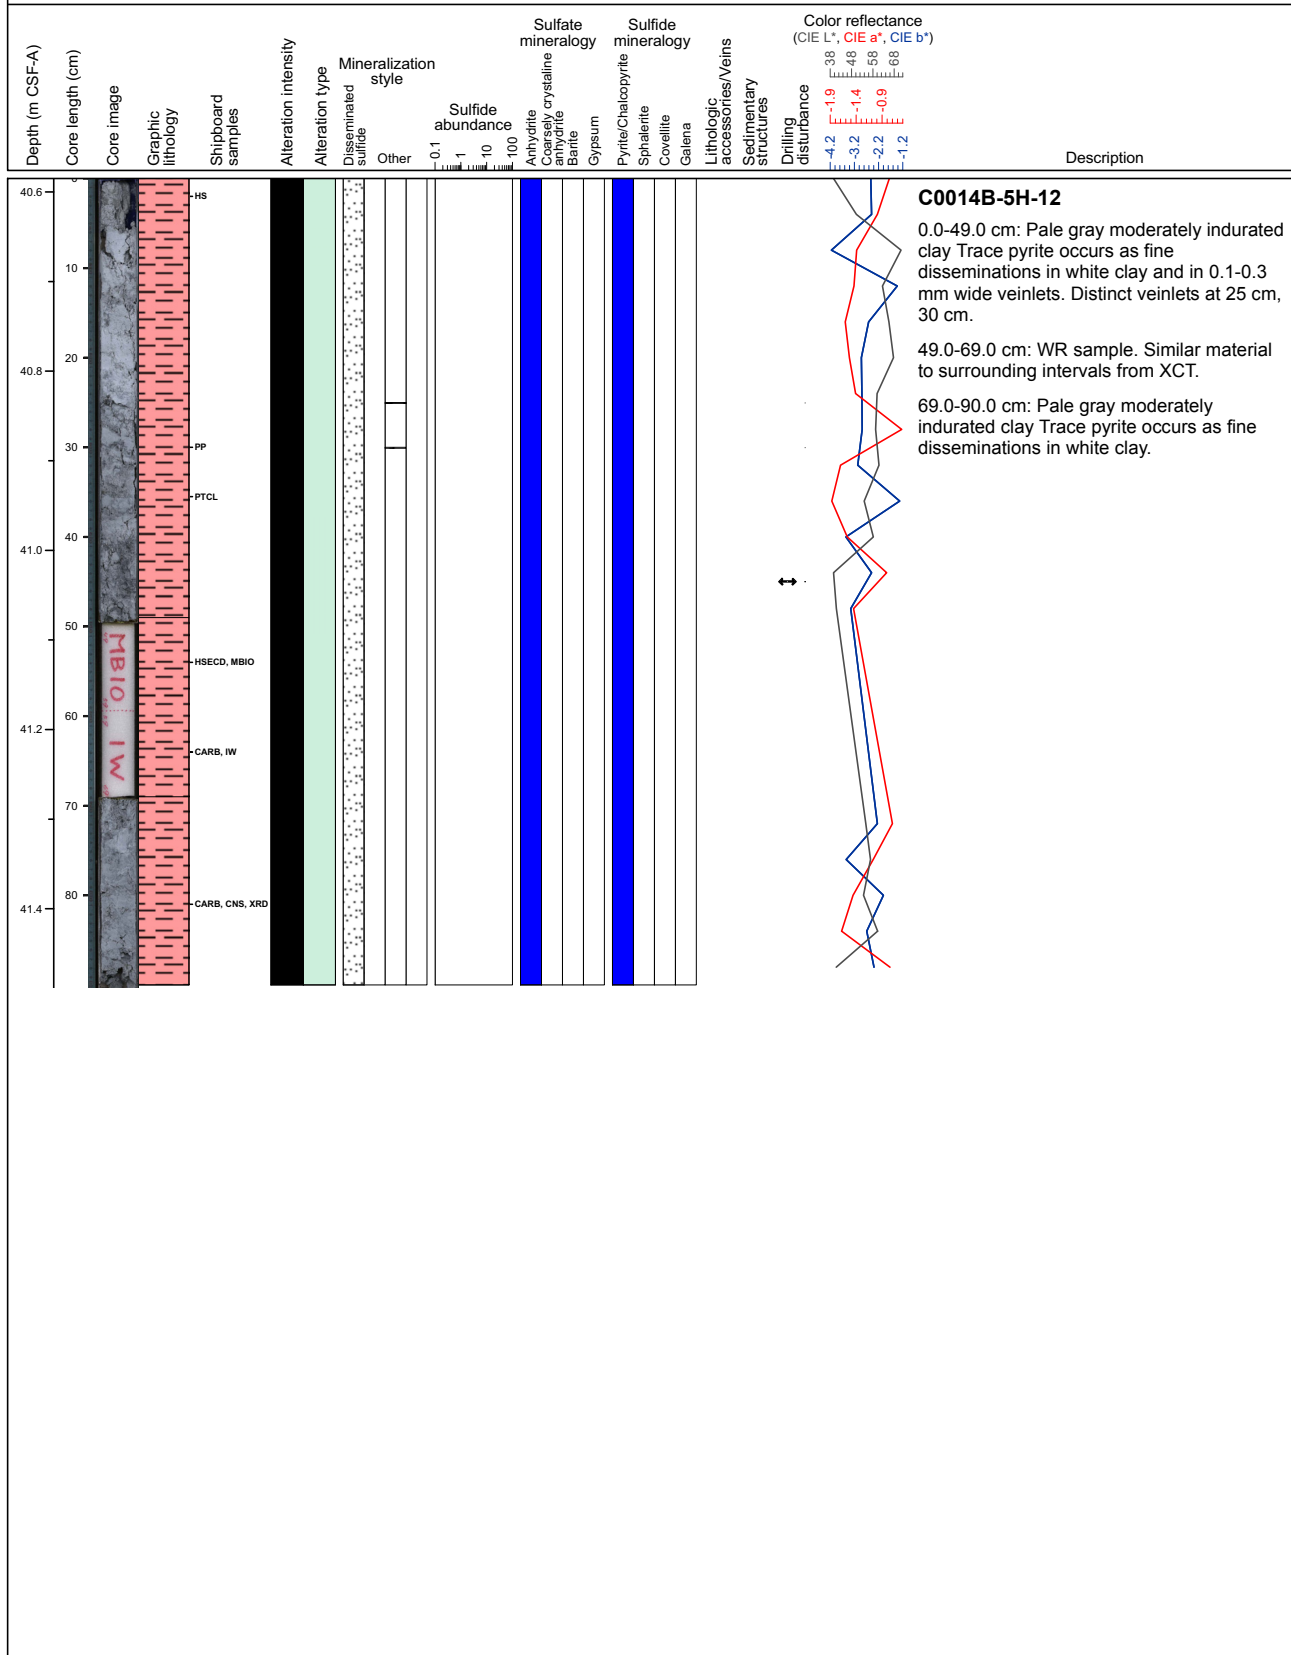 Depth (m CSF-A)
Core length (cm)
Core image
Graphic
lithology
Shipboard
samples
Alteration intensity
Alteration type
Mineralization
style
Disseminated
sulfide
Other
Sulfide
abundance
0.1
1
10
100
Sulfate
mineralogy
Anhydrite
Coarsely crystaline
anhydrite
Barite
Gypsum
Sulfide
mineralogy
Pyrite/Chalcopyrite
Sphalerite
Covellite
Galena
Lithologic
accessories/Veins
Sedimentary
structures
Drilling
disturbance
Color reflectance
(CIE L*, CIE a*, CIE b*)
38 48 58 68
-1.9 -1.4 -0.9
-4.2 -3.2 -2.2 -1.2
Description
40.6
40.8
41.0
41.2
41.4
10
20
30
40
50
60
70
80
MBIO
IW
HS
PP
PTCL
HSECD, MBIO
CARB, IW
CARB, CNS, XRD
C0014B-5H-12
0.0-49.0 cm: Pale gray moderately indurated
clay Trace pyrite occurs as fine
disseminations in white clay and in 0.1-0.3
mm wide veinlets. Distinct veinlets at 25 cm,
30 cm.
49.0-69.0 cm: WR sample. Similar material
to surrounding intervals from XCT.
69.0-90.0 cm: Pale gray moderately
indurated clay Trace pyrite occurs as fine
disseminations in white clay.